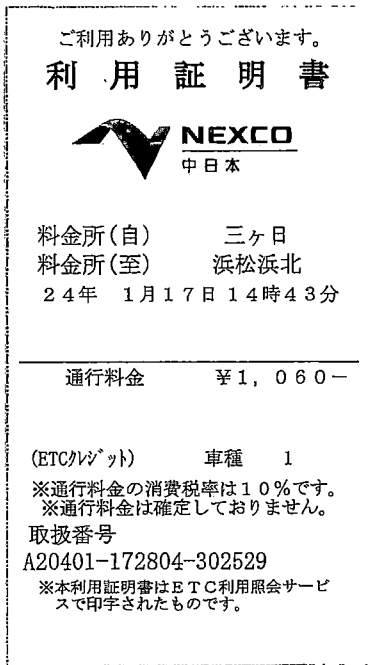 ご利用ありがとうございます。
利用証明書
NEXCO
中日本
料金所(自) 三ヶ日
料金所(至) 浜松浜北
24年 1月17日14時43分
通行料金 ¥1,060−
(ETCクレジット) 車種 1
※通行料金の消費税率は10%です。
※通行料金は確定しておりません。
取扱番号
A20401-172804-302529
※本利用証明書はETC利用照会サービ
スで印字されたものです。